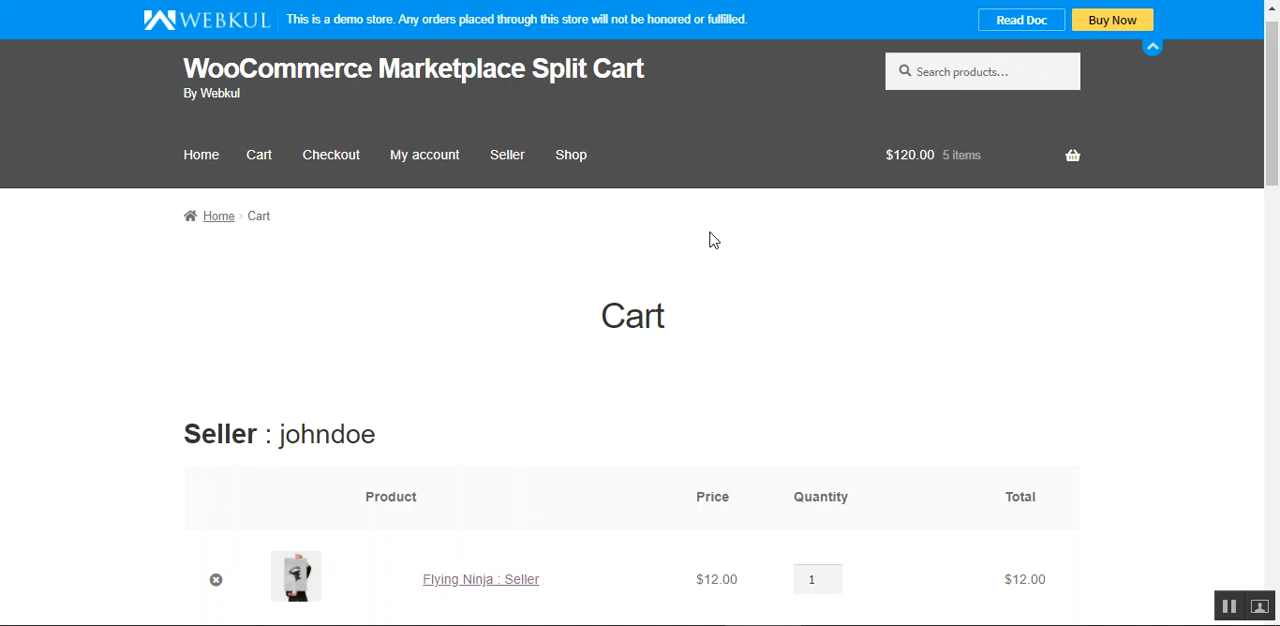 WEBKUL This is a demo store. Any orders placed through this store will not be honored or fulfilled. Read Doc Buy Now
WooCommerce Marketplace Split Cart
By Webkul
Search products…
Home Cart Checkout My account Seller Shop $120.00 5 items
Home › Cart
Cart
Seller : johndoe
Product Price Quantity Total
Flying Ninja : Seller $12.00 1 $12.00